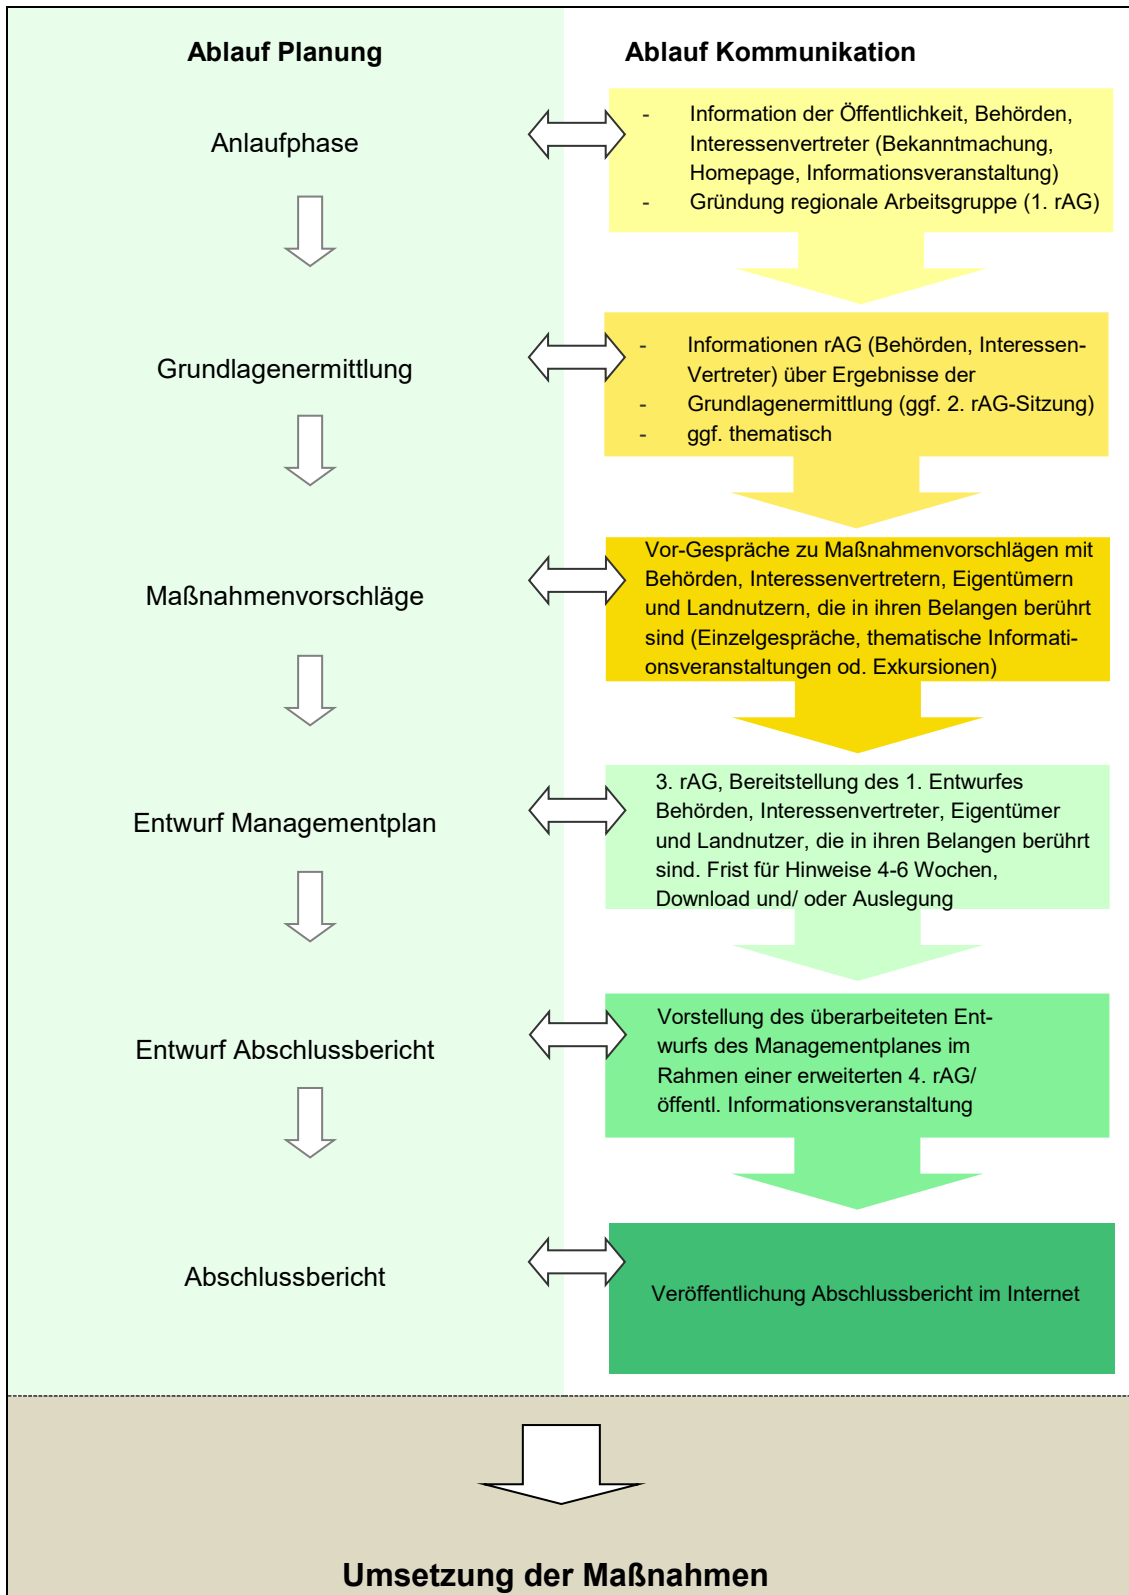 Ablauf Planung
Ablauf Kommunikation
Anlaufphase
- Information der Öffentlichkeit, Behörden,
Interessenvertreter (Bekanntmachung,
Homepage, Informationsveranstaltung)
- Gründung regionale Arbeitsgruppe (1. rAG)
Grundlagenermittlung
- Informationen rAG (Behörden, Interessen-
Vertreter) über Ergebnisse der
- Grundlagenermittlung (ggf. 2. rAG-Sitzung)
- ggf. thematisch
Maßnahmenvorschläge
Vor-Gespräche zu Maßnahmenvorschlägen mit
Behörden, Interessenvertretern, Eigentümern
und Landnutzern, die in ihren Belangen berührt
sind (Einzelgespräche, thematische Informati-
onsveranstaltungen od. Exkursionen)
Entwurf Managementplan
3. rAG, Bereitstellung des 1. Entwurfes
Behörden, Interessenvertreter, Eigentümer
und Landnutzer, die in ihren Belangen berührt
sind. Frist für Hinweise 4-6 Wochen,
Download und/ oder Auslegung
Entwurf Abschlussbericht
Vorstellung des überarbeiteten Ent-
wurfs des Managementplanes im
Rahmen einer erweiterten 4. rAG/
öffentl. Informationsveranstaltung
Abschlussbericht
Veröffentlichung Abschlussbericht im Internet
Umsetzung der Maßnahmen